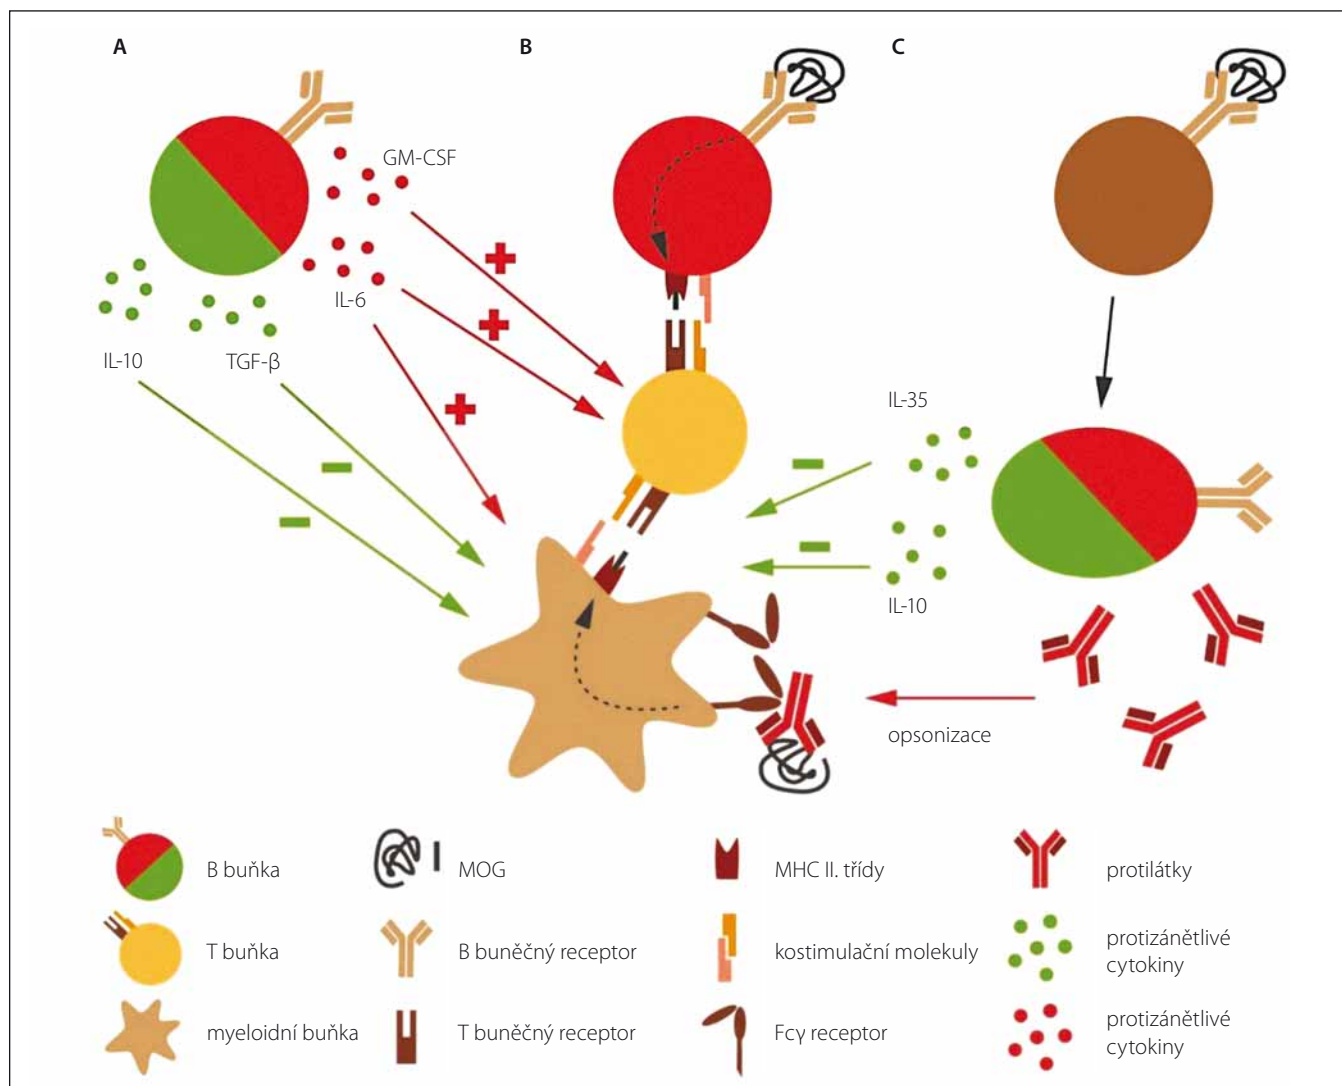 A
B
C
GM-CSF
IL-6
IL-10
TGF-β
IL-35
IL-10
opsonizace
B buňka
MOG
MHC II. třídy
protilátky
T buňka
B buněčný receptor
kostimulační molekuly
protizánětlivé
cytokiny
myeloidní buňka
T buněčný receptor
Fcγ receptor
protizánětlivé
cytokiny